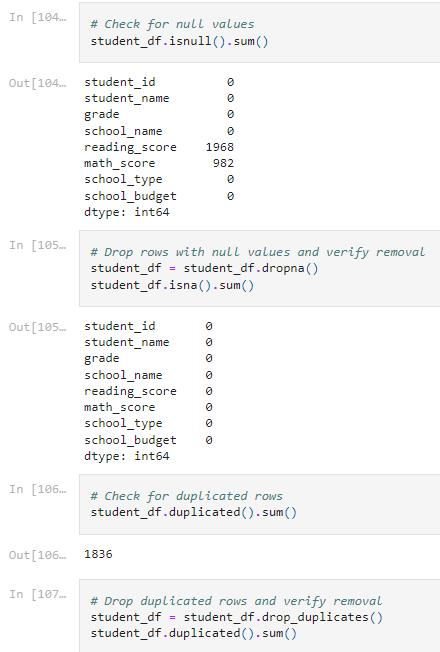 In [104…
# Check for null values
student_df.isnull().sum()
Out[104…
student_id 0
student_name 0
grade 0
school_name 0
reading_score 1968
math_score 982
school_type 0
school_budget 0
dtype: int64
In [105…
# Drop rows with null values and verify removal
student_df = student_df.dropna()
student_df.isna().sum()
Out[105…
student_id 0
student_name 0
grade 0
school_name 0
reading_score 0
math_score 0
school_type 0
school_budget 0
dtype: int64
In [106…
# Check for duplicated rows
student_df.duplicated().sum()
Out[106…
1836
In [107…
# Drop duplicated rows and verify removal
student_df = student_df.drop_duplicates()
student_df.duplicated().sum()